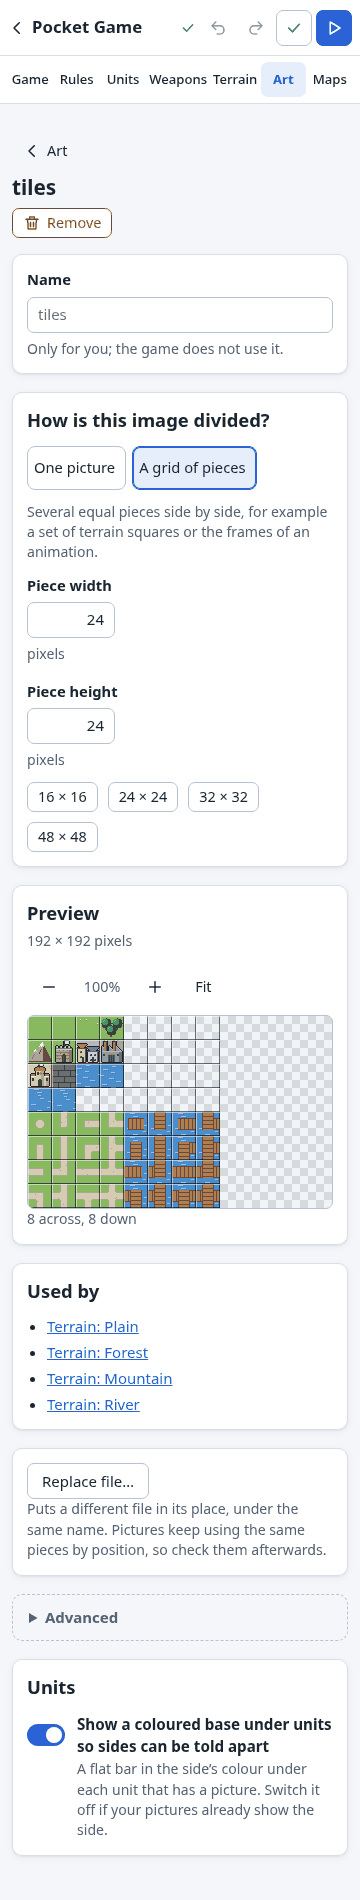 Pocket Game
Game Rules Units Weapons Terrain Art Maps
Art
tiles
Remove
Name
tiles
Only for you; the game does not use it.
How is this image divided?
One picture A grid of pieces
Several equal pieces side by side, for example
a set of terrain squares or the frames of an
animation.
Piece width
24
pixels
Piece height
24
pixels
16 × 16 24 × 24 32 × 32
48 × 48
Preview
192 × 192 pixels
100% Fit
8 across, 8 down
Used by
Terrain: Plain
Terrain: Forest
Terrain: Mountain
Terrain: River
Replace file...
Puts a different file in its place, under the
same name. Pictures keep using the same
pieces by position, so check them afterwards.
Advanced
Units
Show a coloured base under units
so sides can be told apart
A flat bar in the side’s colour under
each unit that has a picture. Switch it
off if your pictures already show the
side.